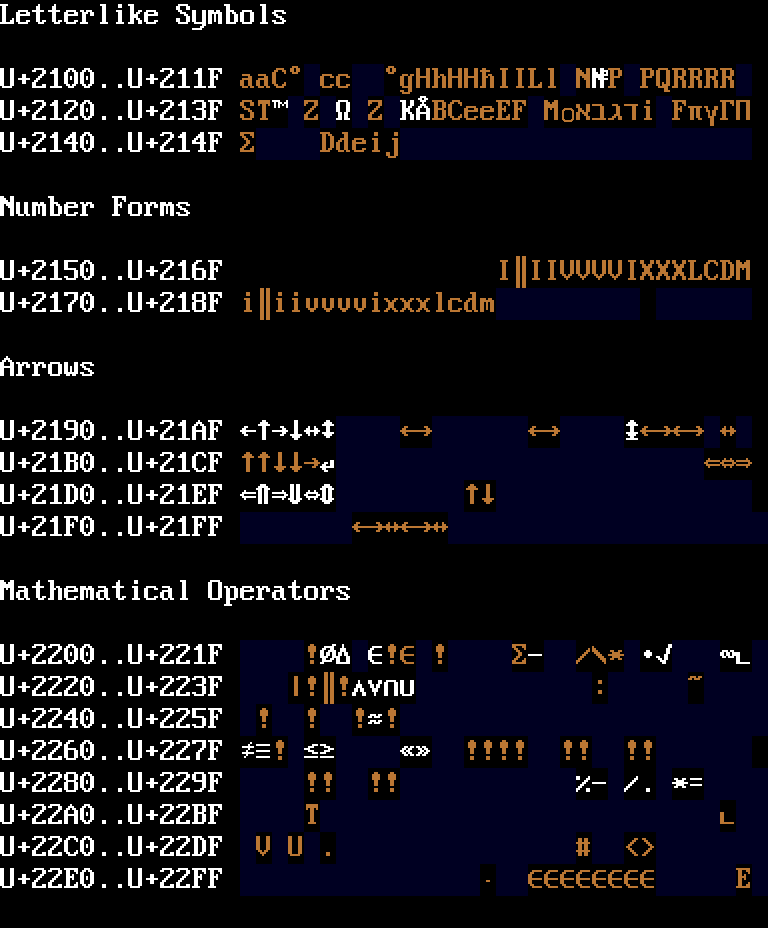 Letterlike Symbols
U+2100..U+211F aaC° cc °gHhHHħIILl N№P PQRRRR
U+2120..U+213F ST™ Z Ω Z KÅBCeeEF Moאבגדi FπγΓΠ
U+2140..U+214F Σ Ddeij
Number Forms
U+2150..U+216F I‖IIVVVVIXXXLCDM
U+2170..U+218F i‖iivvvvixxxlcdm
Arrows
U+2190..U+21AF ←↑→↓↔↕ ↔ ↔ ↨↔↔ ↔
U+21B0..U+21CF ↑↑↓↓→↵ ⇐⇔⇒
U+21D0..U+21EF ⇐⇑⇒⇓⇔⇕ ↑↓
U+21F0..U+21FF ↔↔↔↔
Mathematical Operators
U+2200..U+221F !∅∆ ∈!∈ ! Σ− /\* ∙√ ∞∟
U+2220..U+223F |!‖!∧∨∩∪ : ~
U+2240..U+225F ! ! !≈!
U+2260..U+227F ≠≡! ≤≥ «» !!!! !! !!
U+2280..U+229F !! !! ⁒− /. *=
U+22A0..U+22BF T ∟
U+22C0..U+22DF V U . # <>
U+22E0..U+22FF · ∈∈∈∈∈∈∈∈ E